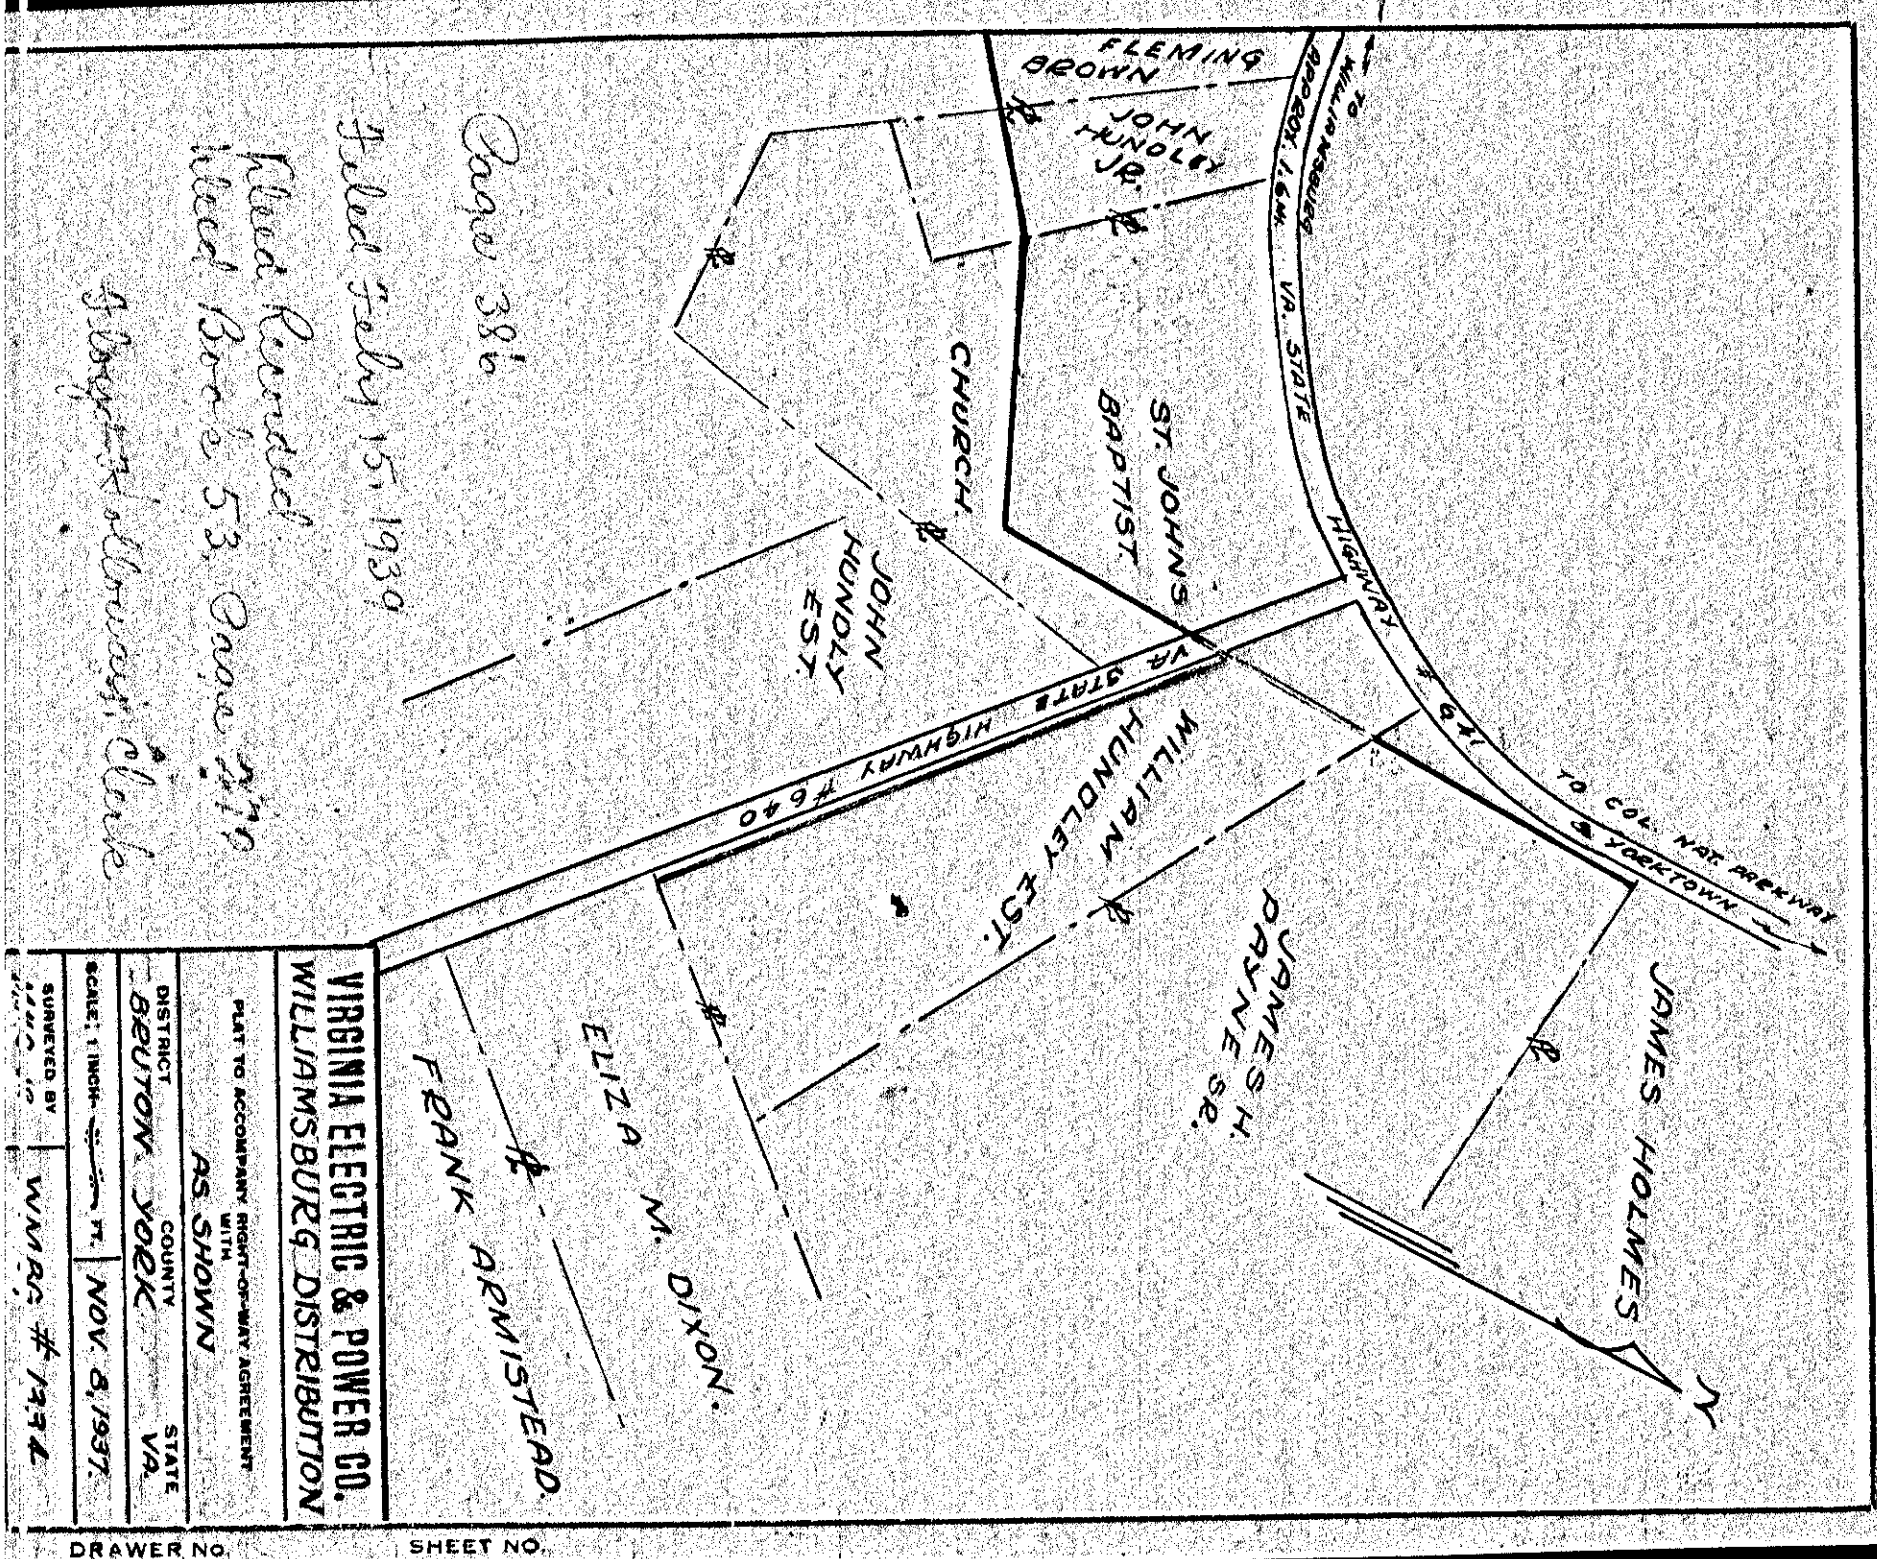 FLEMING
BROWN
JOHN
HUNDLEY
JR.
TO
WILLIAMSBURG
APPROX. 1.6 M.
VA. STATE HIGHWAY # 641
TO COL. NAT. PARKWAY
& YORKTOWN
ST. JOHNS
BAPTIST.
CHURCH.
JOHN
HUNDLY
EST.
VA STATE HIGHWAY #640
WILLIAM
HUNDLEY EST.
JAMES H.
PAYNE SR.
JAMES HOLMES
N
ELIZA M. DIXON.
FRANK ARMISTEAD.
Page 386
Filed Feby 15, 1939
Deed Recorded
Deed Book 53, Page
Clerk
VIRGINIA ELECTRIC & POWER CO.
WILLIAMSBURG DISTRIBUTION
PLAT TO ACCOMPANY RIGHT-OF-WAY AGREEMENT
WITH
AS SHOWN
DISTRICT COUNTY STATE
BRUTON YORK VA.
SCALE: 1 INCH= FT. NOV. 8, 1937.
SURVEYED BY
DRAWER NO.
SHEET NO.